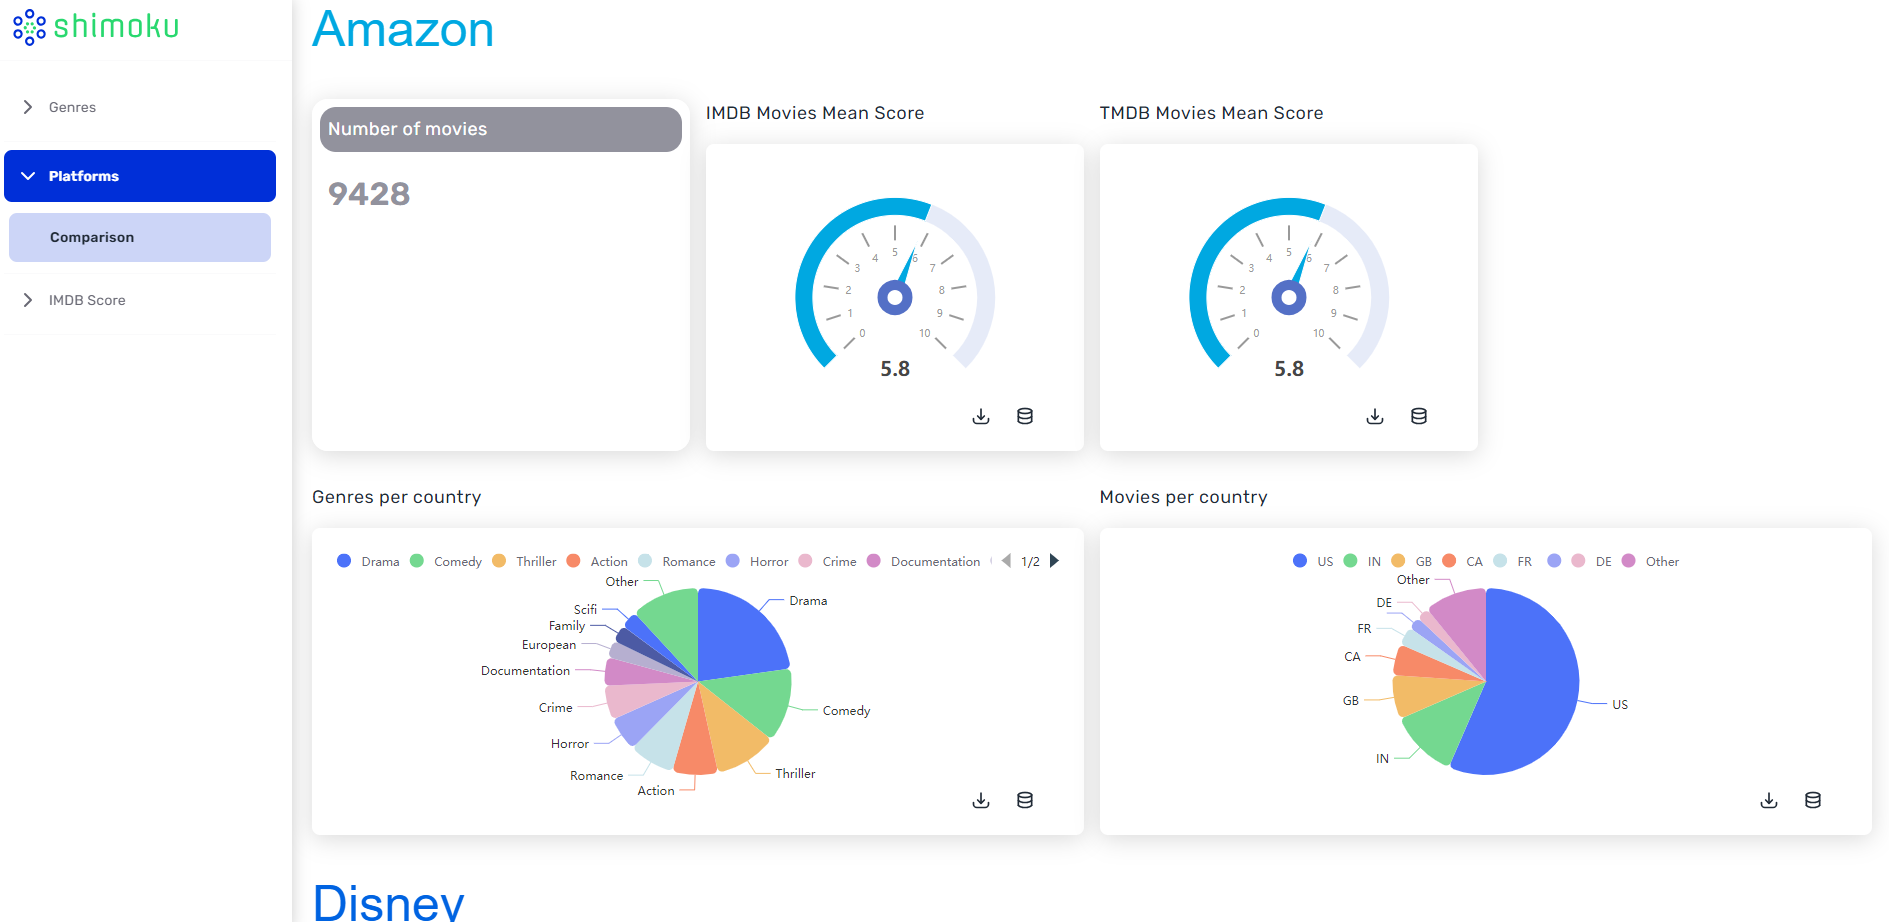 shimoku
Genres
Platforms
Comparison
IMDB Score
Amazon
Number of movies
9428
IMDB Movies Mean Score
0
1
2
3
4
5
6
7
8
9
10
5.8
TMDB Movies Mean Score
0
1
2
3
4
5
6
7
8
9
10
5.8
Genres per country
Drama Comedy Thriller Action Romance Horror Crime Documentation 1/2
Other
Drama
Scifi
Family
European
Documentation
Crime
Comedy
Horror
Romance
Thriller
Action
Movies per country
US IN GB CA FR DE Other
Other
DE
FR
CA
GB
US
IN
Disney